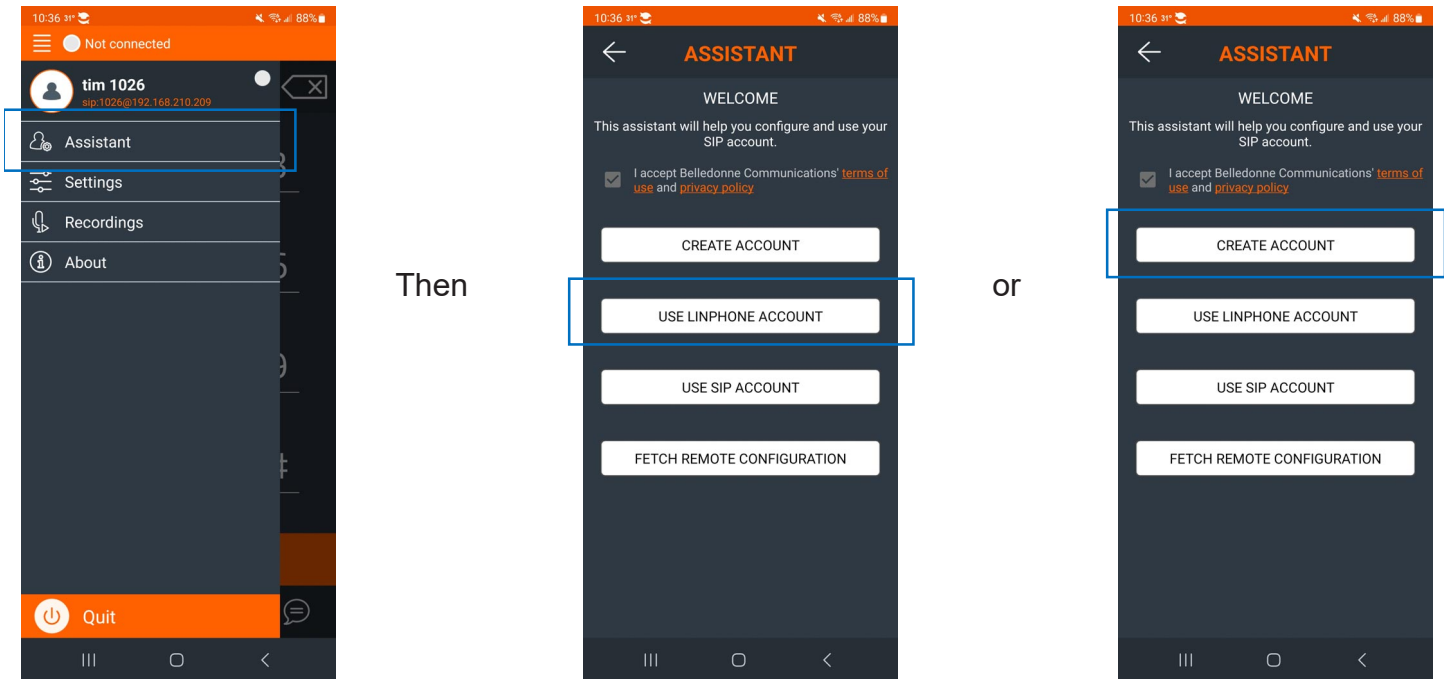 10:36 31° 88%
Not connected
tim 1026
sip:1026@192.168.210.209
Assistant
3
Settings
Recordings
6
About
9
#
Quit
Then
10:36 31° 88%
ASSISTANT
WELCOME
This assistant will help you configure and use your
SIP account.
I accept Belledonne Communications' terms of
use and privacy policy
CREATE ACCOUNT
USE LINPHONE ACCOUNT
USE SIP ACCOUNT
FETCH REMOTE CONFIGURATION
or
10:36 31° 88%
ASSISTANT
WELCOME
This assistant will help you configure and use your
SIP account.
I accept Belledonne Communications' terms of
use and privacy policy
CREATE ACCOUNT
USE LINPHONE ACCOUNT
USE SIP ACCOUNT
FETCH REMOTE CONFIGURATION